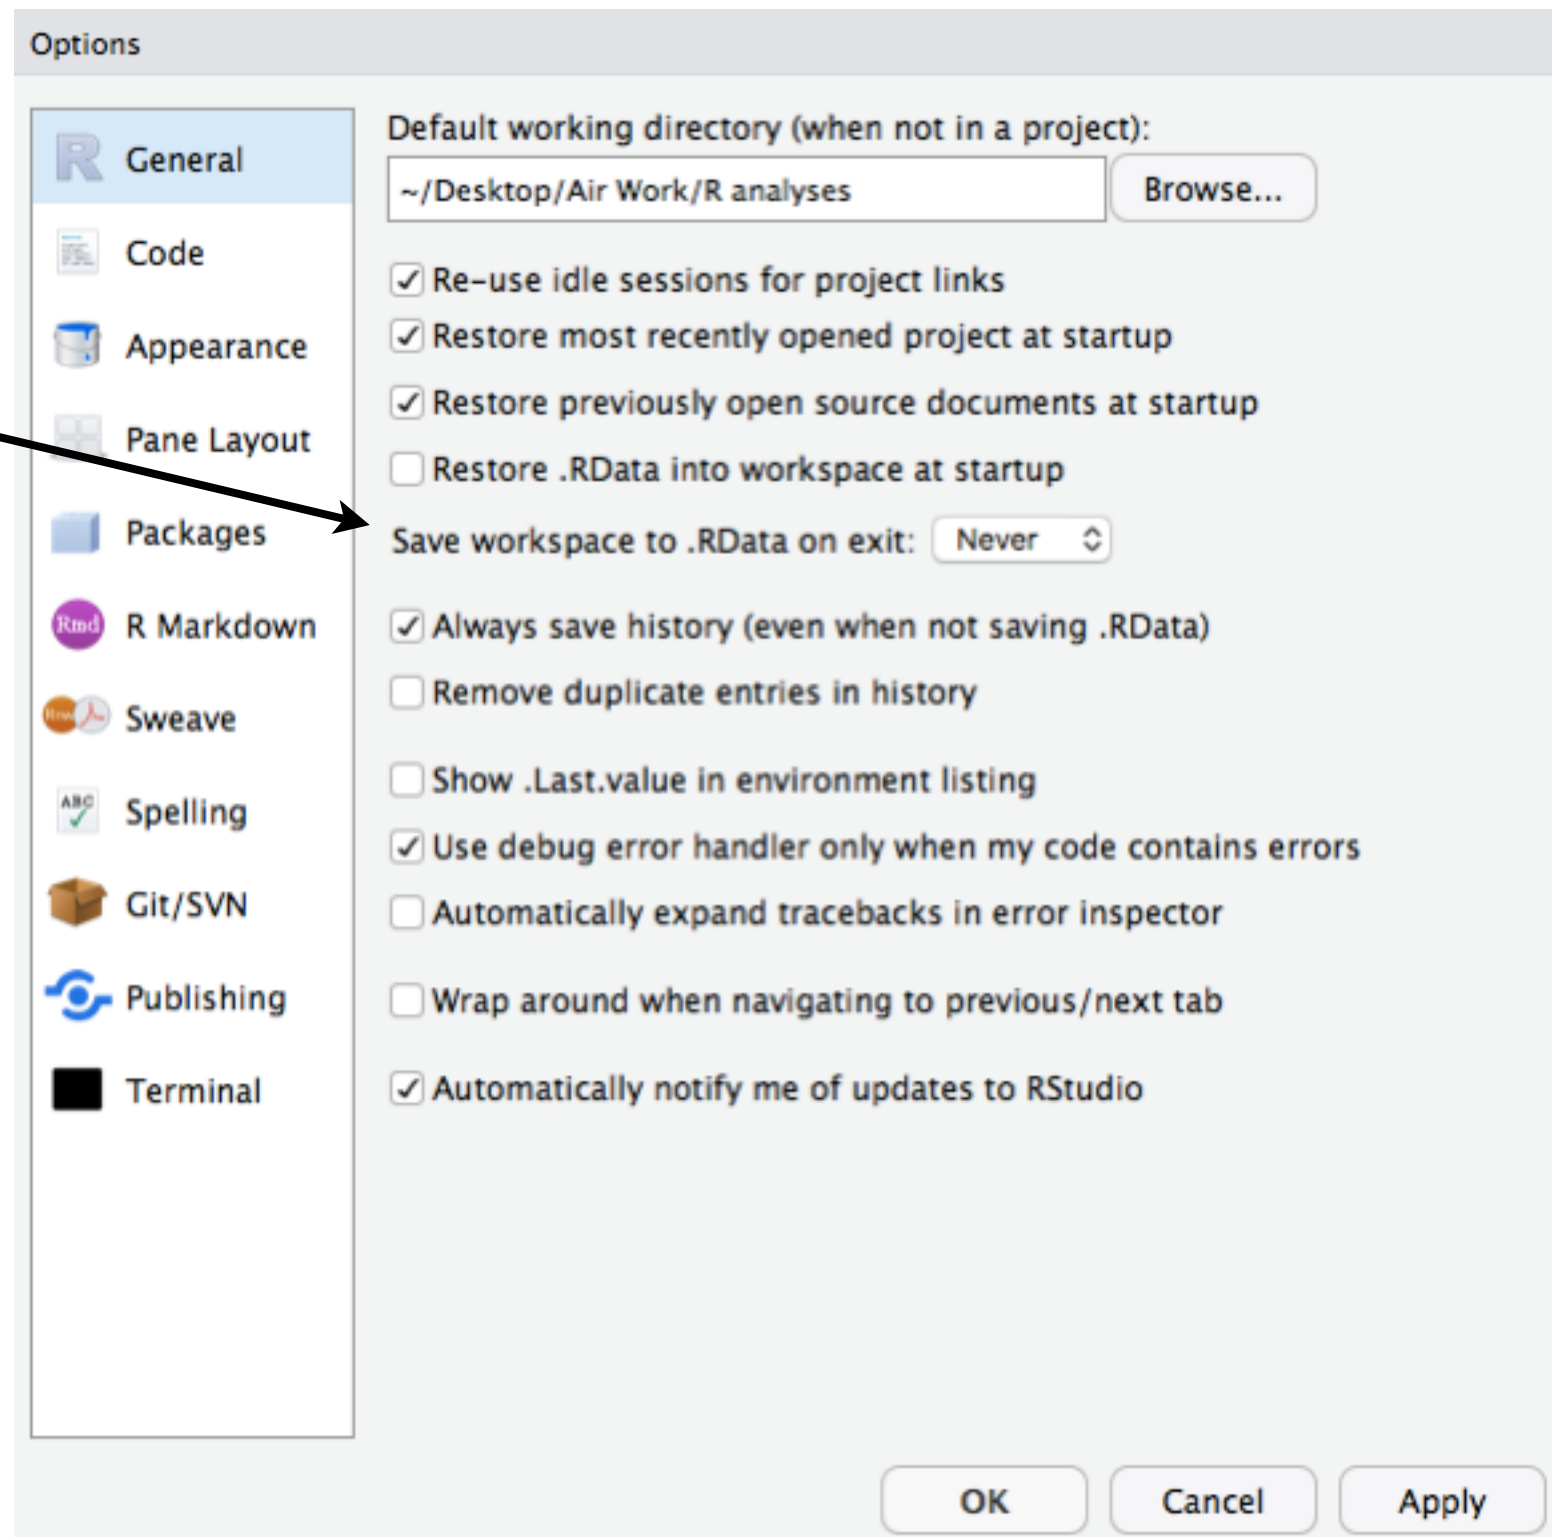 Options
General
Code
Appearance
Pane Layout
Packages
Rmd R Markdown
Sweave
ABC Spelling
Git/SVN
Publishing
Terminal
Default working directory (when not in a project):
~/Desktop/Air Work/R analyses Browse...
Re-use idle sessions for project links
Restore most recently opened project at startup
Restore previously open source documents at startup
Restore .RData into workspace at startup
Save workspace to .RData on exit: Never
Always save history (even when not saving .RData)
Remove duplicate entries in history
Show .Last.value in environment listing
Use debug error handler only when my code contains errors
Automatically expand tracebacks in error inspector
Wrap around when navigating to previous/next tab
Automatically notify me of updates to RStudio
OK Cancel Apply